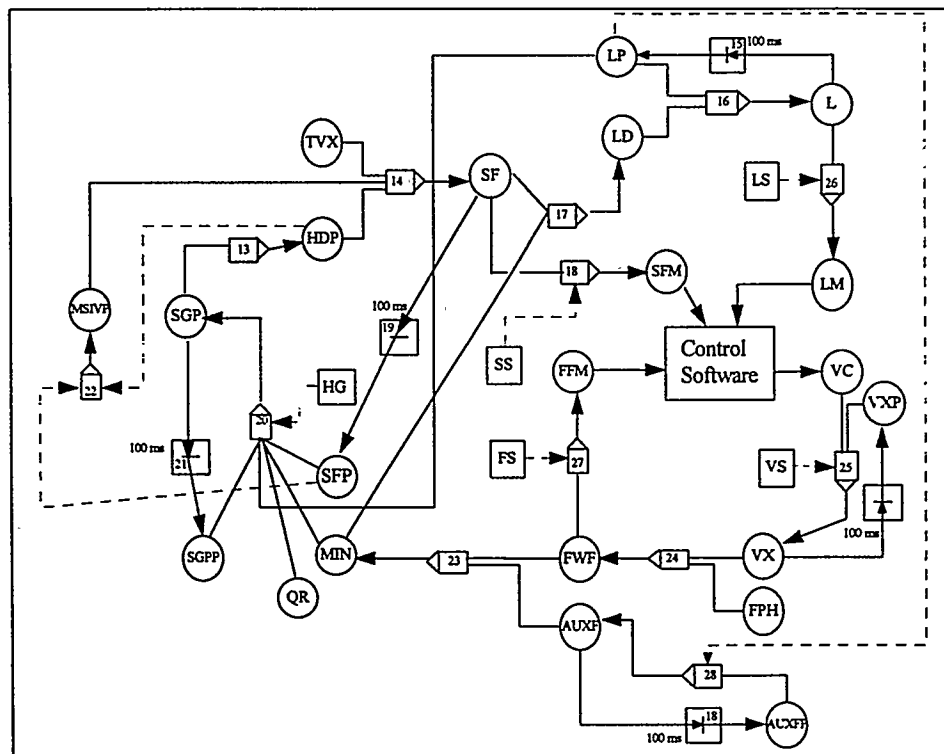 15 100 ms
LP
16
L
TVX
LD
SF
14
LS
26
17
HDP
13
18
SFM
LM
MSIVP
SGP
100 ms
19
SS
Control
Software
FFM
VC
HG
VXP
22
20
100 ms
21
FS
27
VS
25
SFP
100 ms
SGPP
MIN
23
FWF
24
VX
QR
FPH
AUXF
28
18
100 ms
AUXFP